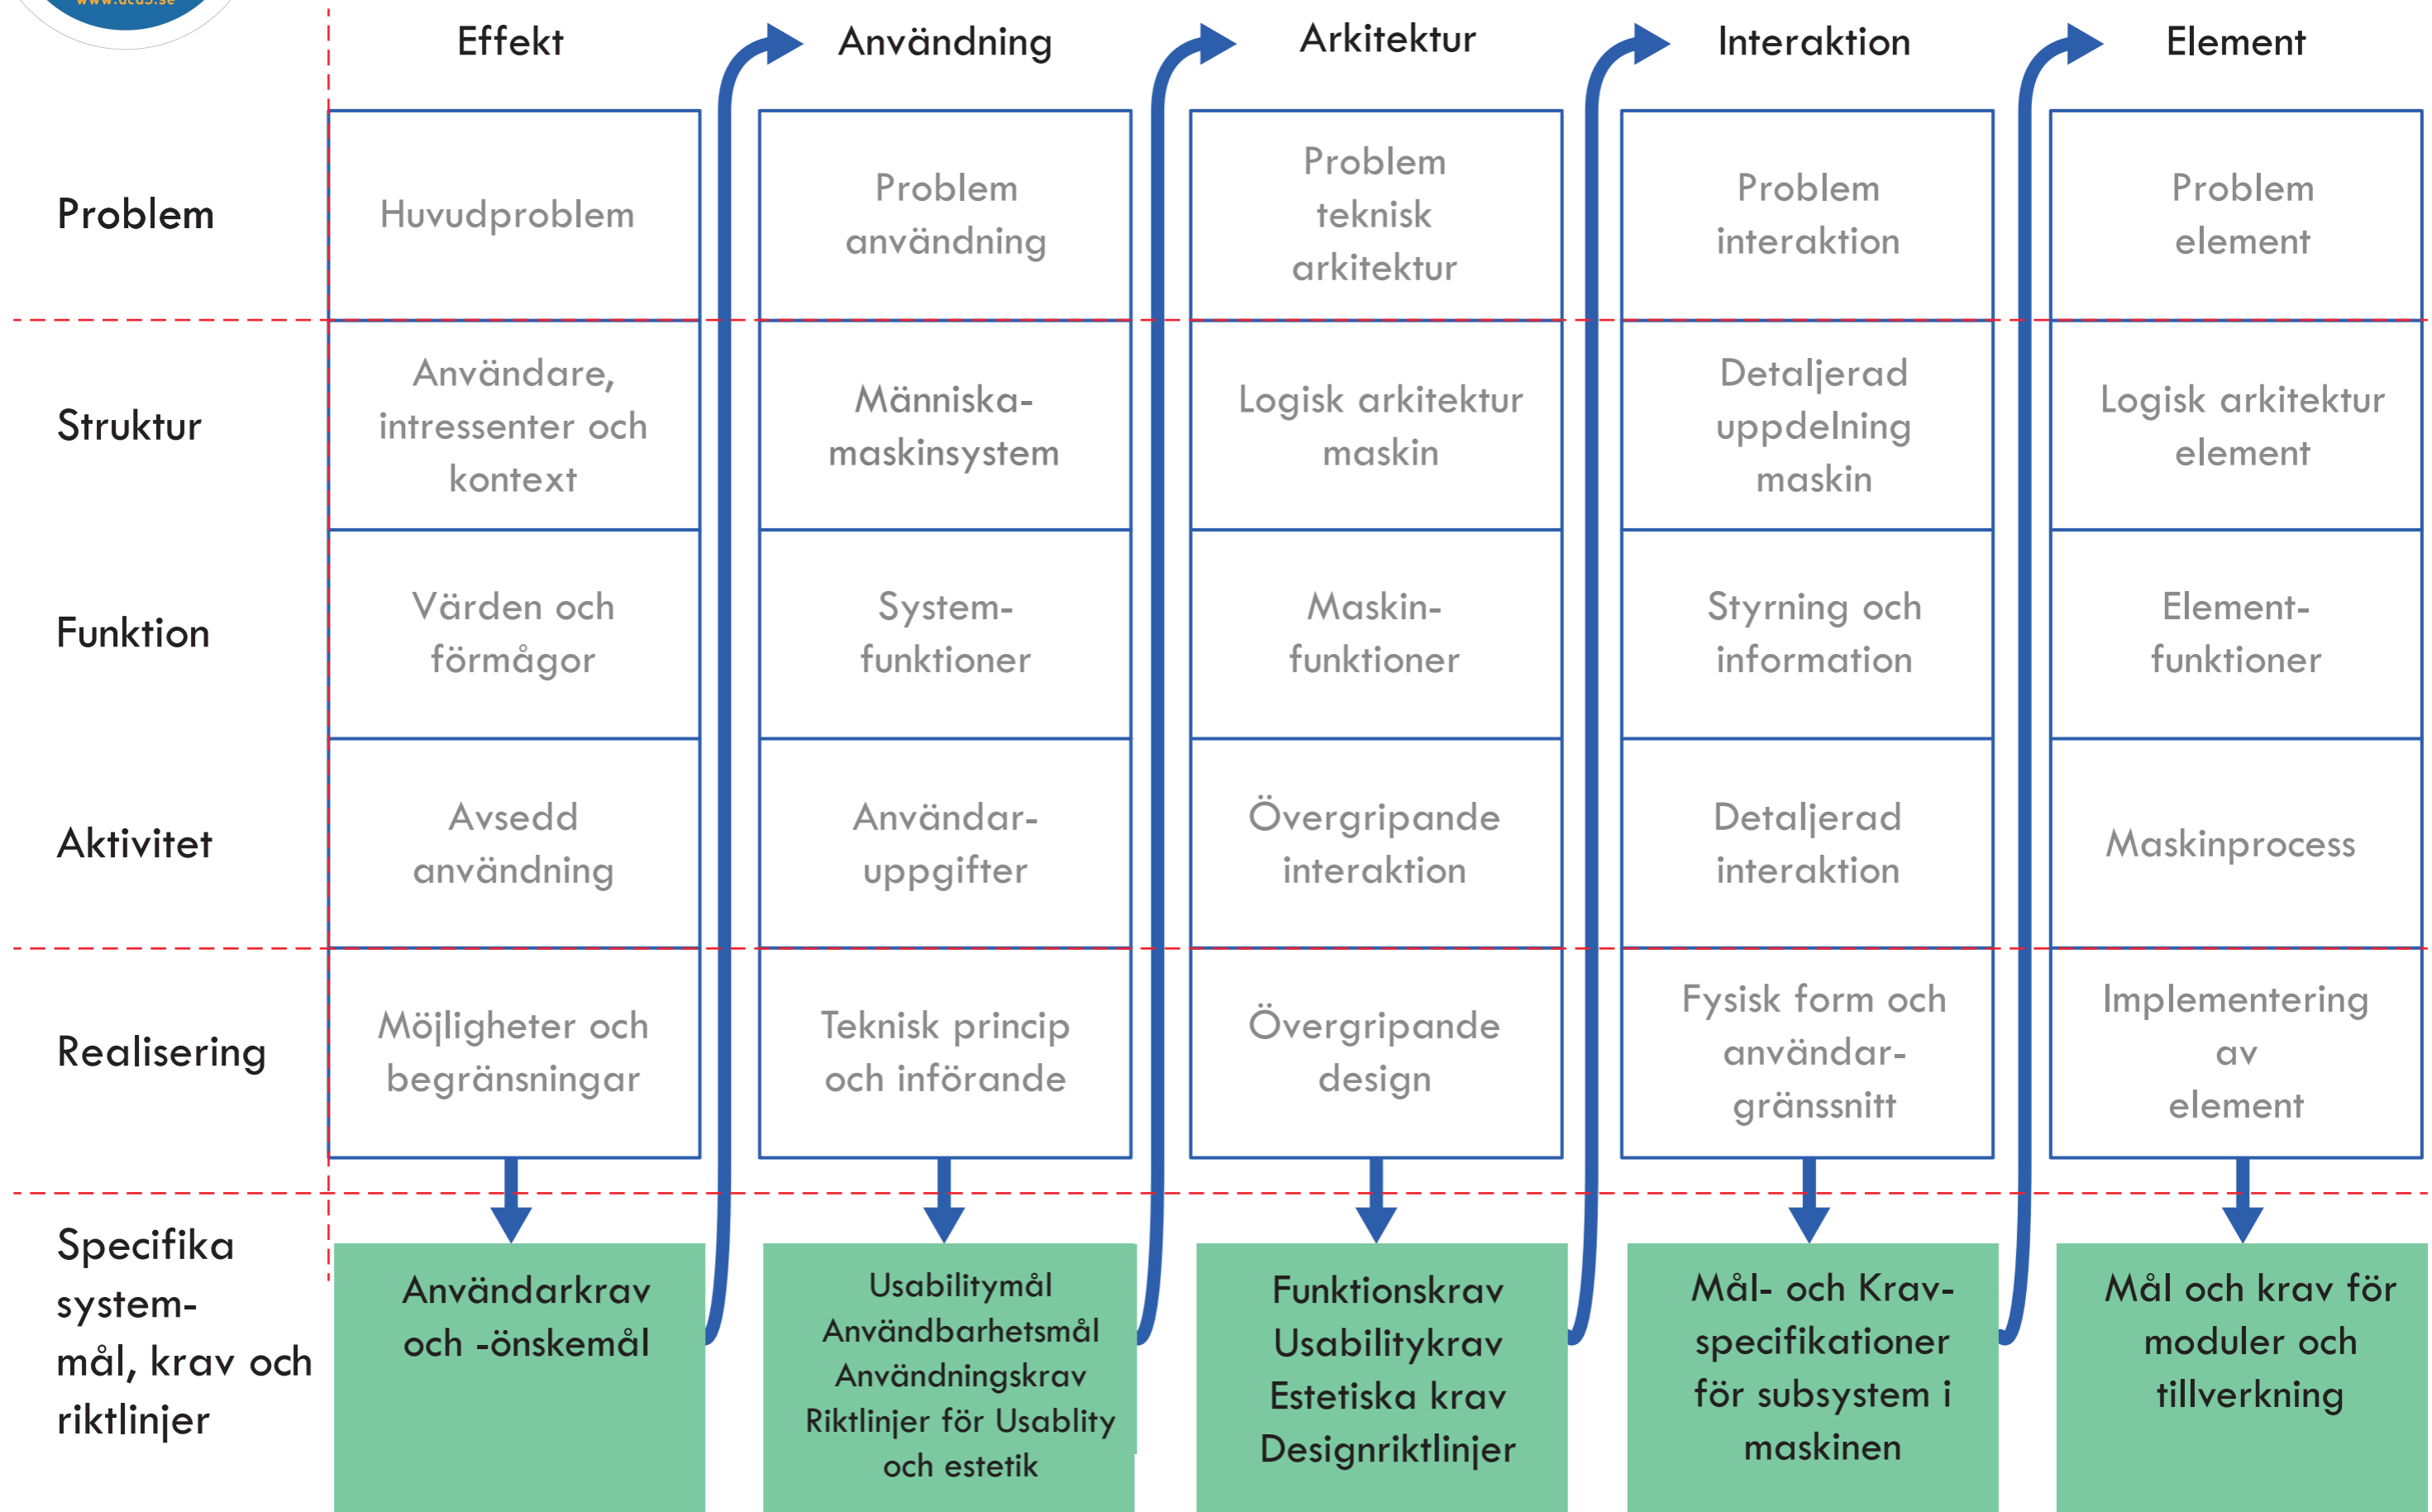 www.acd3.se
Effekt
Användning
Arkitektur
Interaktion
Element
Problem
Huvudproblem
Problem
användning
Problem
teknisk
arkitektur
Problem
interaktion
Problem
element
Struktur
Användare,
intressenter och
kontext
Människa-
maskinsystem
Logisk arkitektur
maskin
Detaljerad
uppdelning
maskin
Logisk arkitektur
element
Funktion
Värden och
förmågor
System-
funktioner
Maskin-
funktioner
Styrning och
information
Element-
funktioner
Aktivitet
Avsedd
användning
Användar-
uppgifter
Övergripande
interaktion
Detaljerad
interaktion
Maskinprocess
Realisering
Möjligheter och
begränsningar
Teknisk princip
och införande
Övergripande
design
Fysisk form och
användar-
gränssnitt
Implementering
av
element
Specifika
system-
mål, krav och
riktlinjer
Användarkrav
och -önskemål
Usabilitymål
Användbarhetsmål
Användningskrav
Riktlinjer för Usablity
och estetik
Funktionskrav
Usabilitykrav
Estetiska krav
Designriktlinjer
Mål- och Krav-
specifikationer
för subsystem i
maskinen
Mål och krav för
moduler och
tillverkning